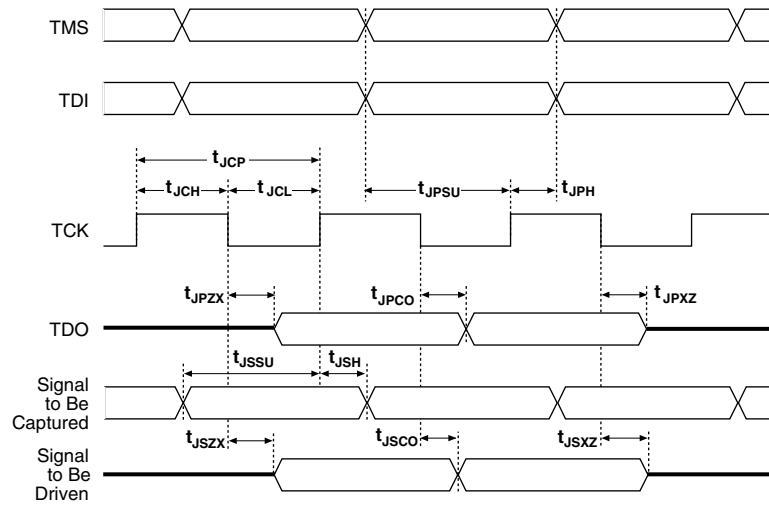 TMS
TDI
tJCP
tJCH
tJCL
tJPSU
tJPH
TCK
tJPZX
tJPCO
tJPXZ
TDO
tJSSU
tJSH
Signal
to Be
Captured
tJSZX
tJSCO
tJSXZ
Signal
to Be
Driven